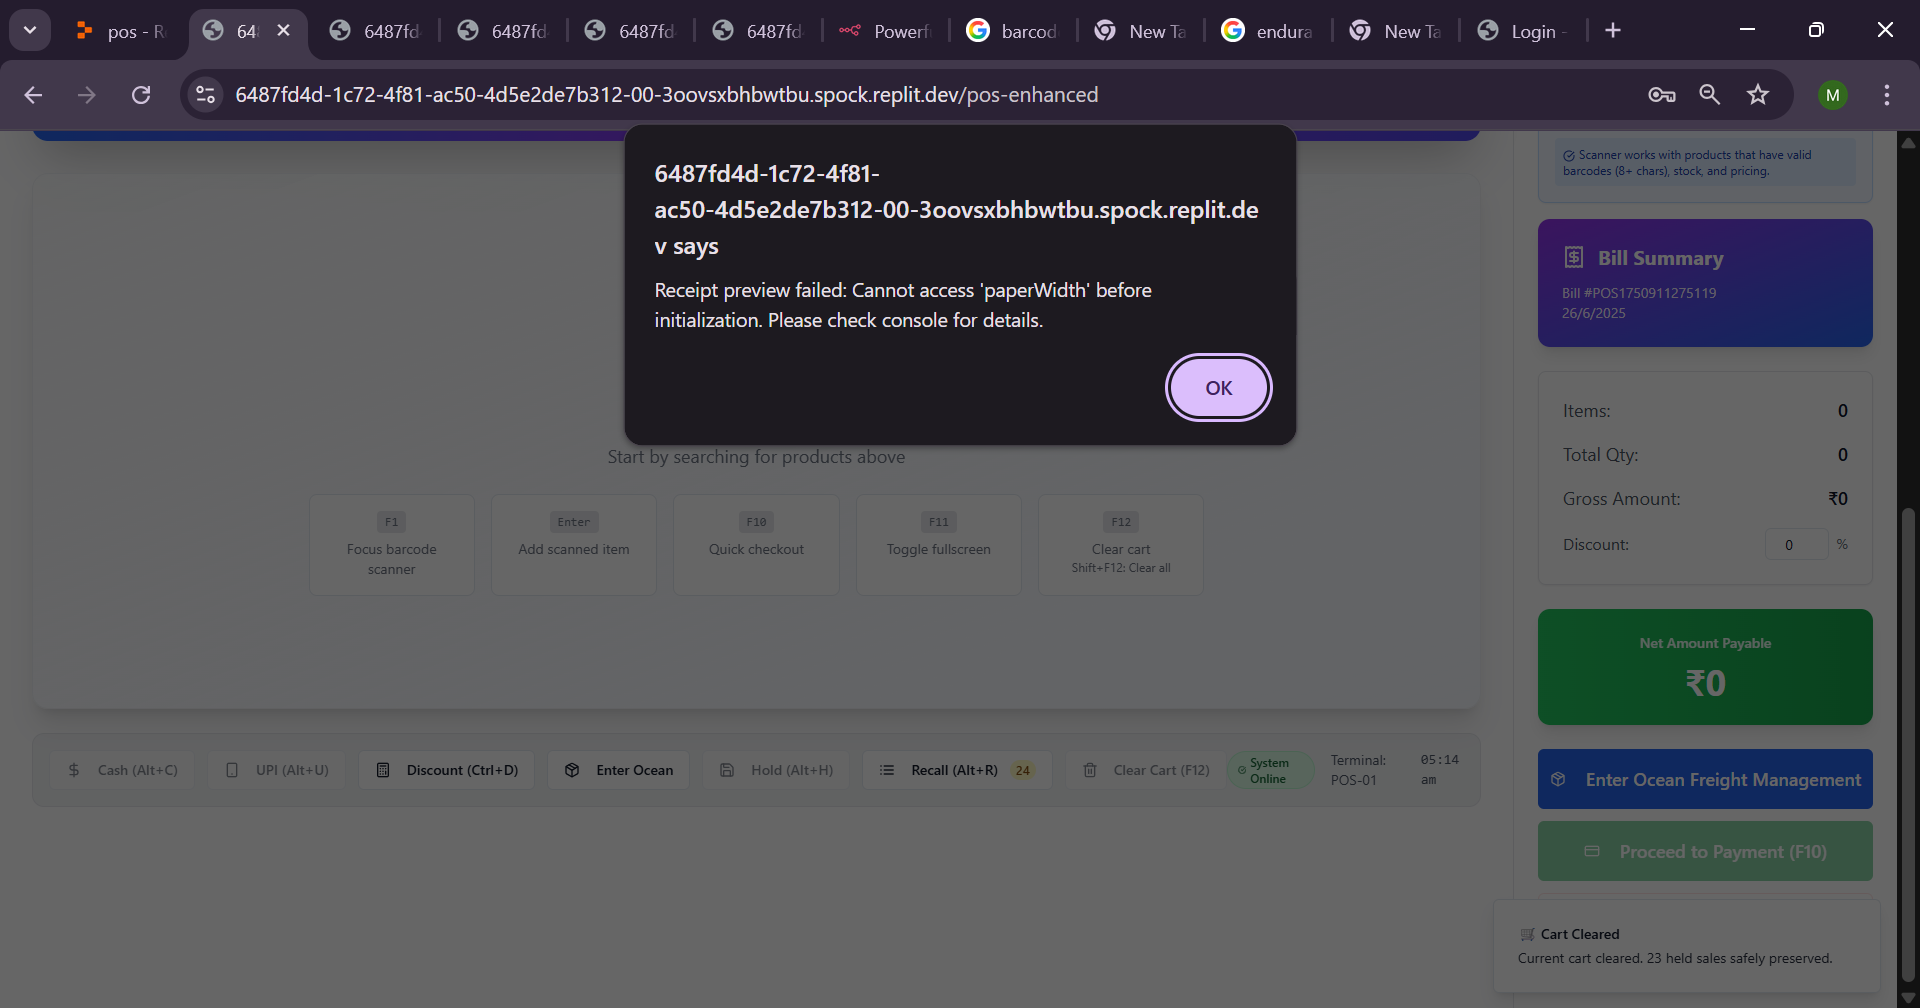 pos - R
64
6487fd
6487fd
6487fd
6487fd
Powerf
barcod
New Ta
endura
New Ta
Login -
6487fd4d-1c72-4f81-ac50-4d5e2de7b312-00-3oovsxbhbwtbu.spock.replit.dev/pos-enhanced
M
6487fd4d-1c72-4f81-
ac50-4d5e2de7b312-00-3oovsxbhbwtbu.spock.replit.de
v says
Receipt preview failed: Cannot access 'paperWidth' before
initialization. Please check console for details.
OK
Start by searching for products above
F1
Focus barcode
scanner
Enter
Add scanned item
F10
Quick checkout
F11
Toggle fullscreen
F12
Clear cart
Shift+F12: Clear all
$ Cash (Alt+C)
UPI (Alt+U)
Discount (Ctrl+D)
Enter Ocean
Hold (Alt+H)
Recall (Alt+R) 24
Clear Cart (F12)
System
Online
Terminal:
POS-01
05:14
am
Scanner works with products that have valid
barcodes (8+ chars), stock, and pricing.
Bill Summary
Bill #POS1750911275119
26/6/2025
Items: 0
Total Qty: 0
Gross Amount: ₹0
Discount: 0 %
Net Amount Payable
₹0
Enter Ocean Freight Management
Proceed to Payment (F10)
🛒 Cart Cleared
Current cart cleared. 23 held sales safely preserved.